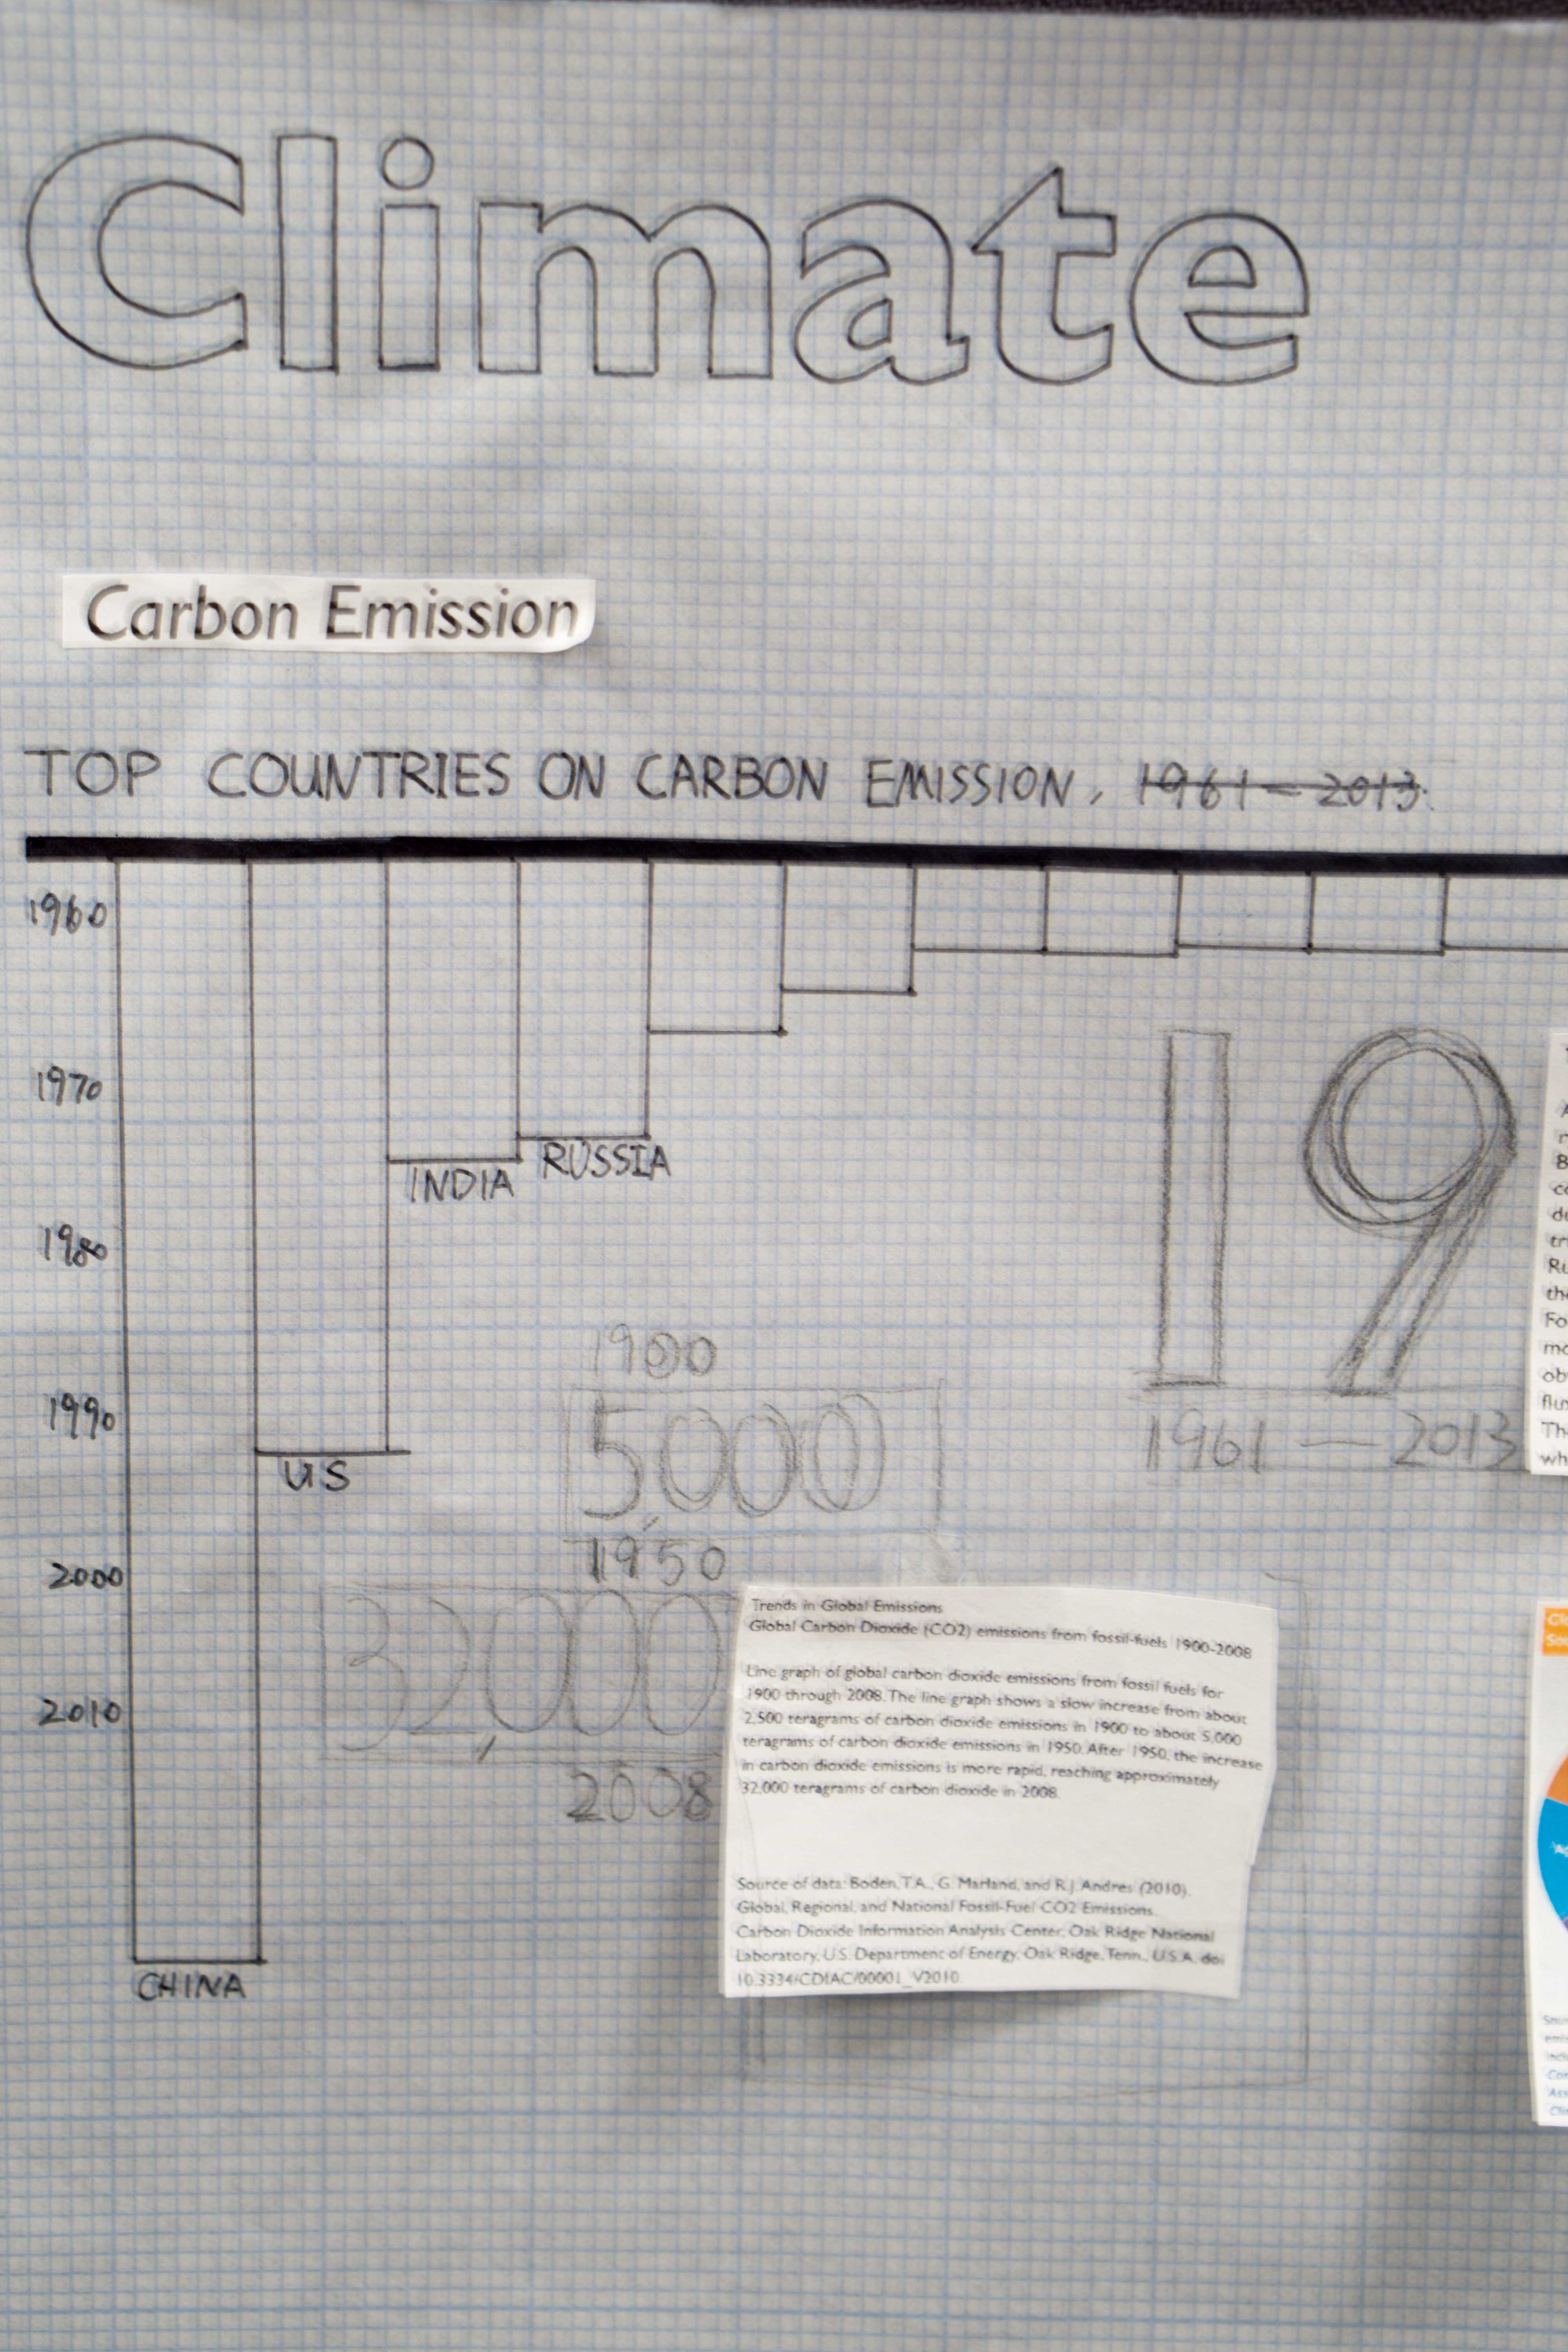 Climate
Carbon Emission
TOP COUNTRIES ON CARBON EMISSION, 1961-2013
1960
1970
1980
1990
2000
2010
INDIA
RUSSIA
US
CHINA
19
1961 — 2013
5,000
1950
32,000
2008
Trends in Global Emissions
Global Carbon Dioxide (CO2) emissions from fossil-fuels 1900-2008
Line graph of global carbon dioxide emissions from fossil fuels for
1900 through 2008. The line graph shows a slow increase from about
2,500 teragrams of carbon dioxide emissions in 1900 to about 5,000
teragrams of carbon dioxide emissions in 1950. After 1950, the increase
in carbon dioxide emissions is more rapid, reaching approximately
32,000 teragrams of carbon dioxide in 2008.
Source of data: Boden, T.A., G. Marland, and R.J. Andres (2010).
Global, Regional, and National Fossil-Fuel CO2 Emissions.
Carbon Dioxide Information Analysis Center, Oak Ridge National
Laboratory, U.S. Department of Energy, Oak Ridge, Tenn., U.S.A. doi
10.3334/CDIAC/00001_V2010.